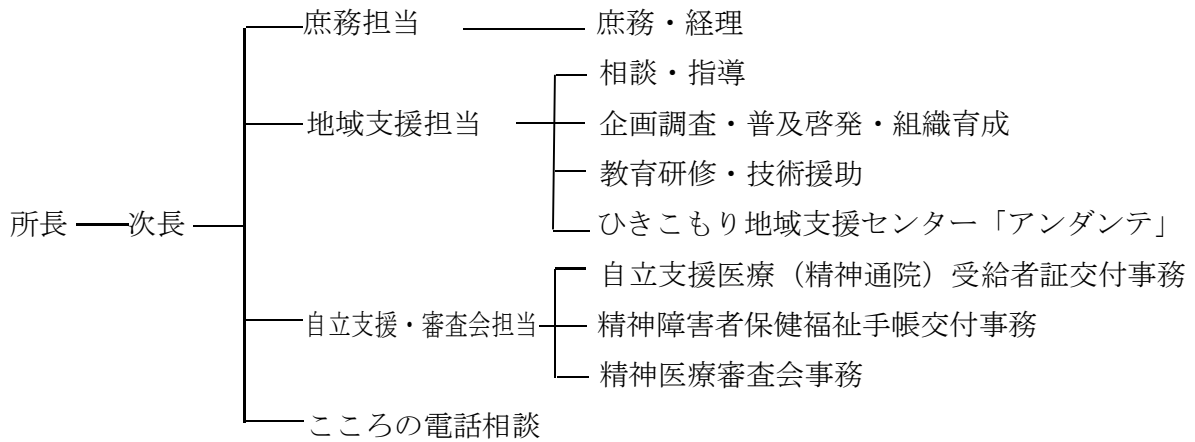 庶務担当 庶務・経理
相談・指導
地域支援担当 企画調査・普及啓発・組織育成
教育研修・技術援助
所長 次長 ひきこもり地域支援センター「アンダンテ」
自立支援医療（精神通院）受給者証交付事務
自立支援・審査会担当 精神障害者保健福祉手帳交付事務
精神医療審査会事務
こころの電話相談